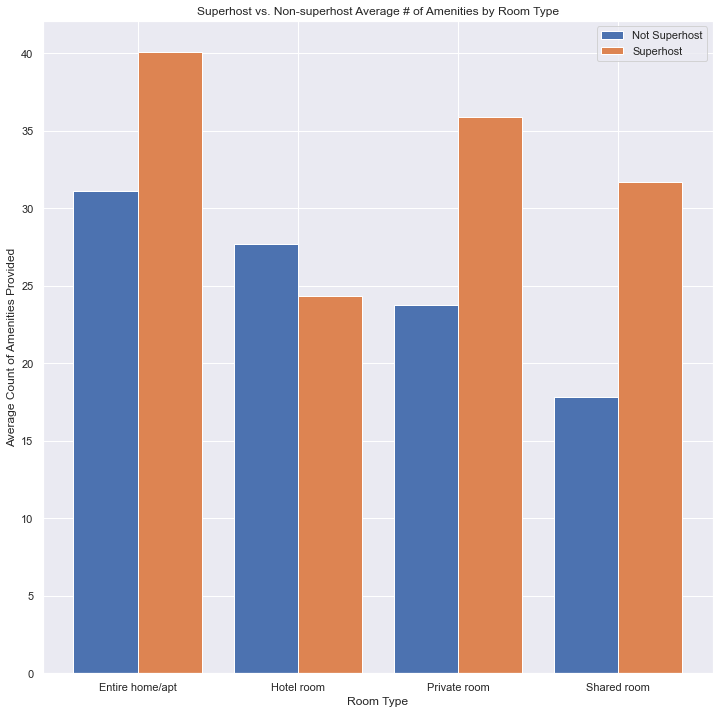 Superhost vs. Non-superhost Average # of Amenities by Room Type
Not Superhost
Superhost
Average Count of Amenities Provided
40
35
30
25
20
15
10
5
0
Entire home/apt
Hotel room
Private room
Shared room
Room Type